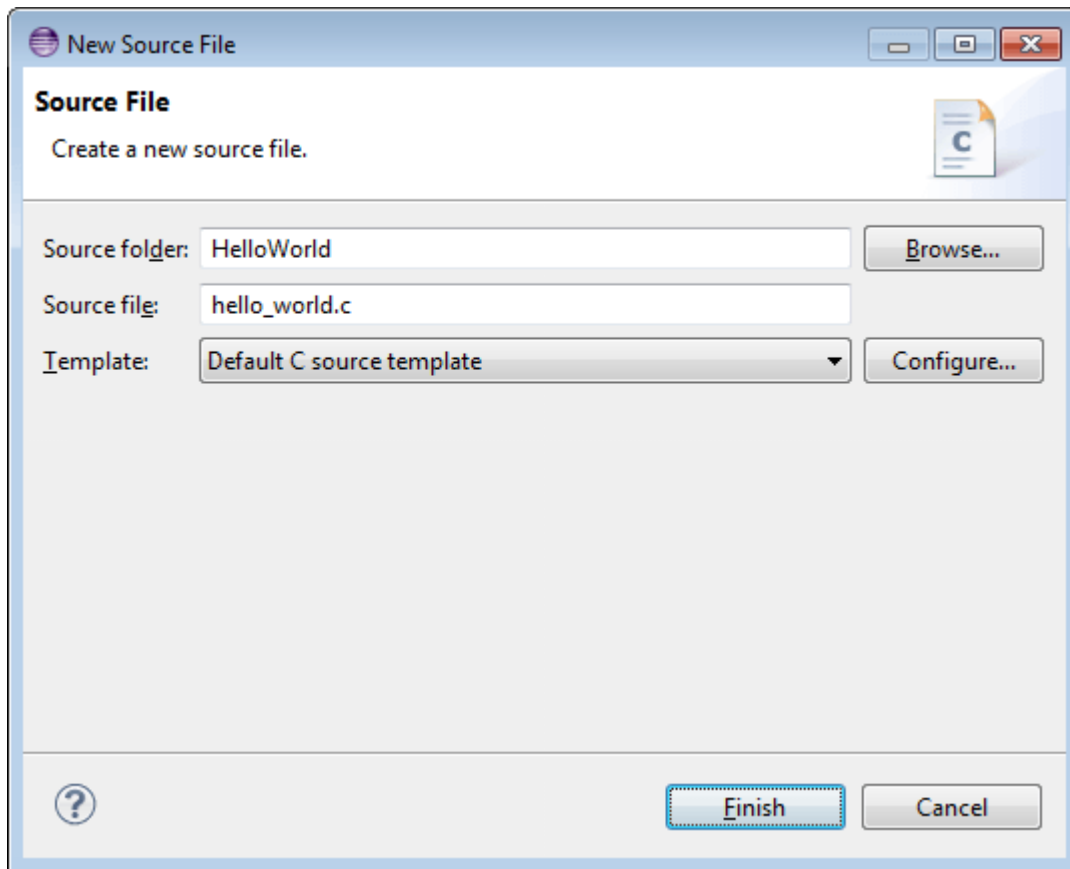 New Source File
Source File
Create a new source file.
C
Source folder: HelloWorld Browse...
Source file: hello_world.c
Template: Default C source template Configure...
? Finish Cancel